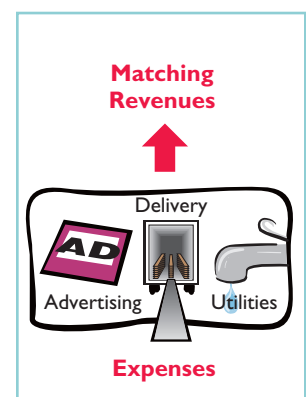 Matching
Revenues
Delivery
AD
Advertising
Utilities
Expenses